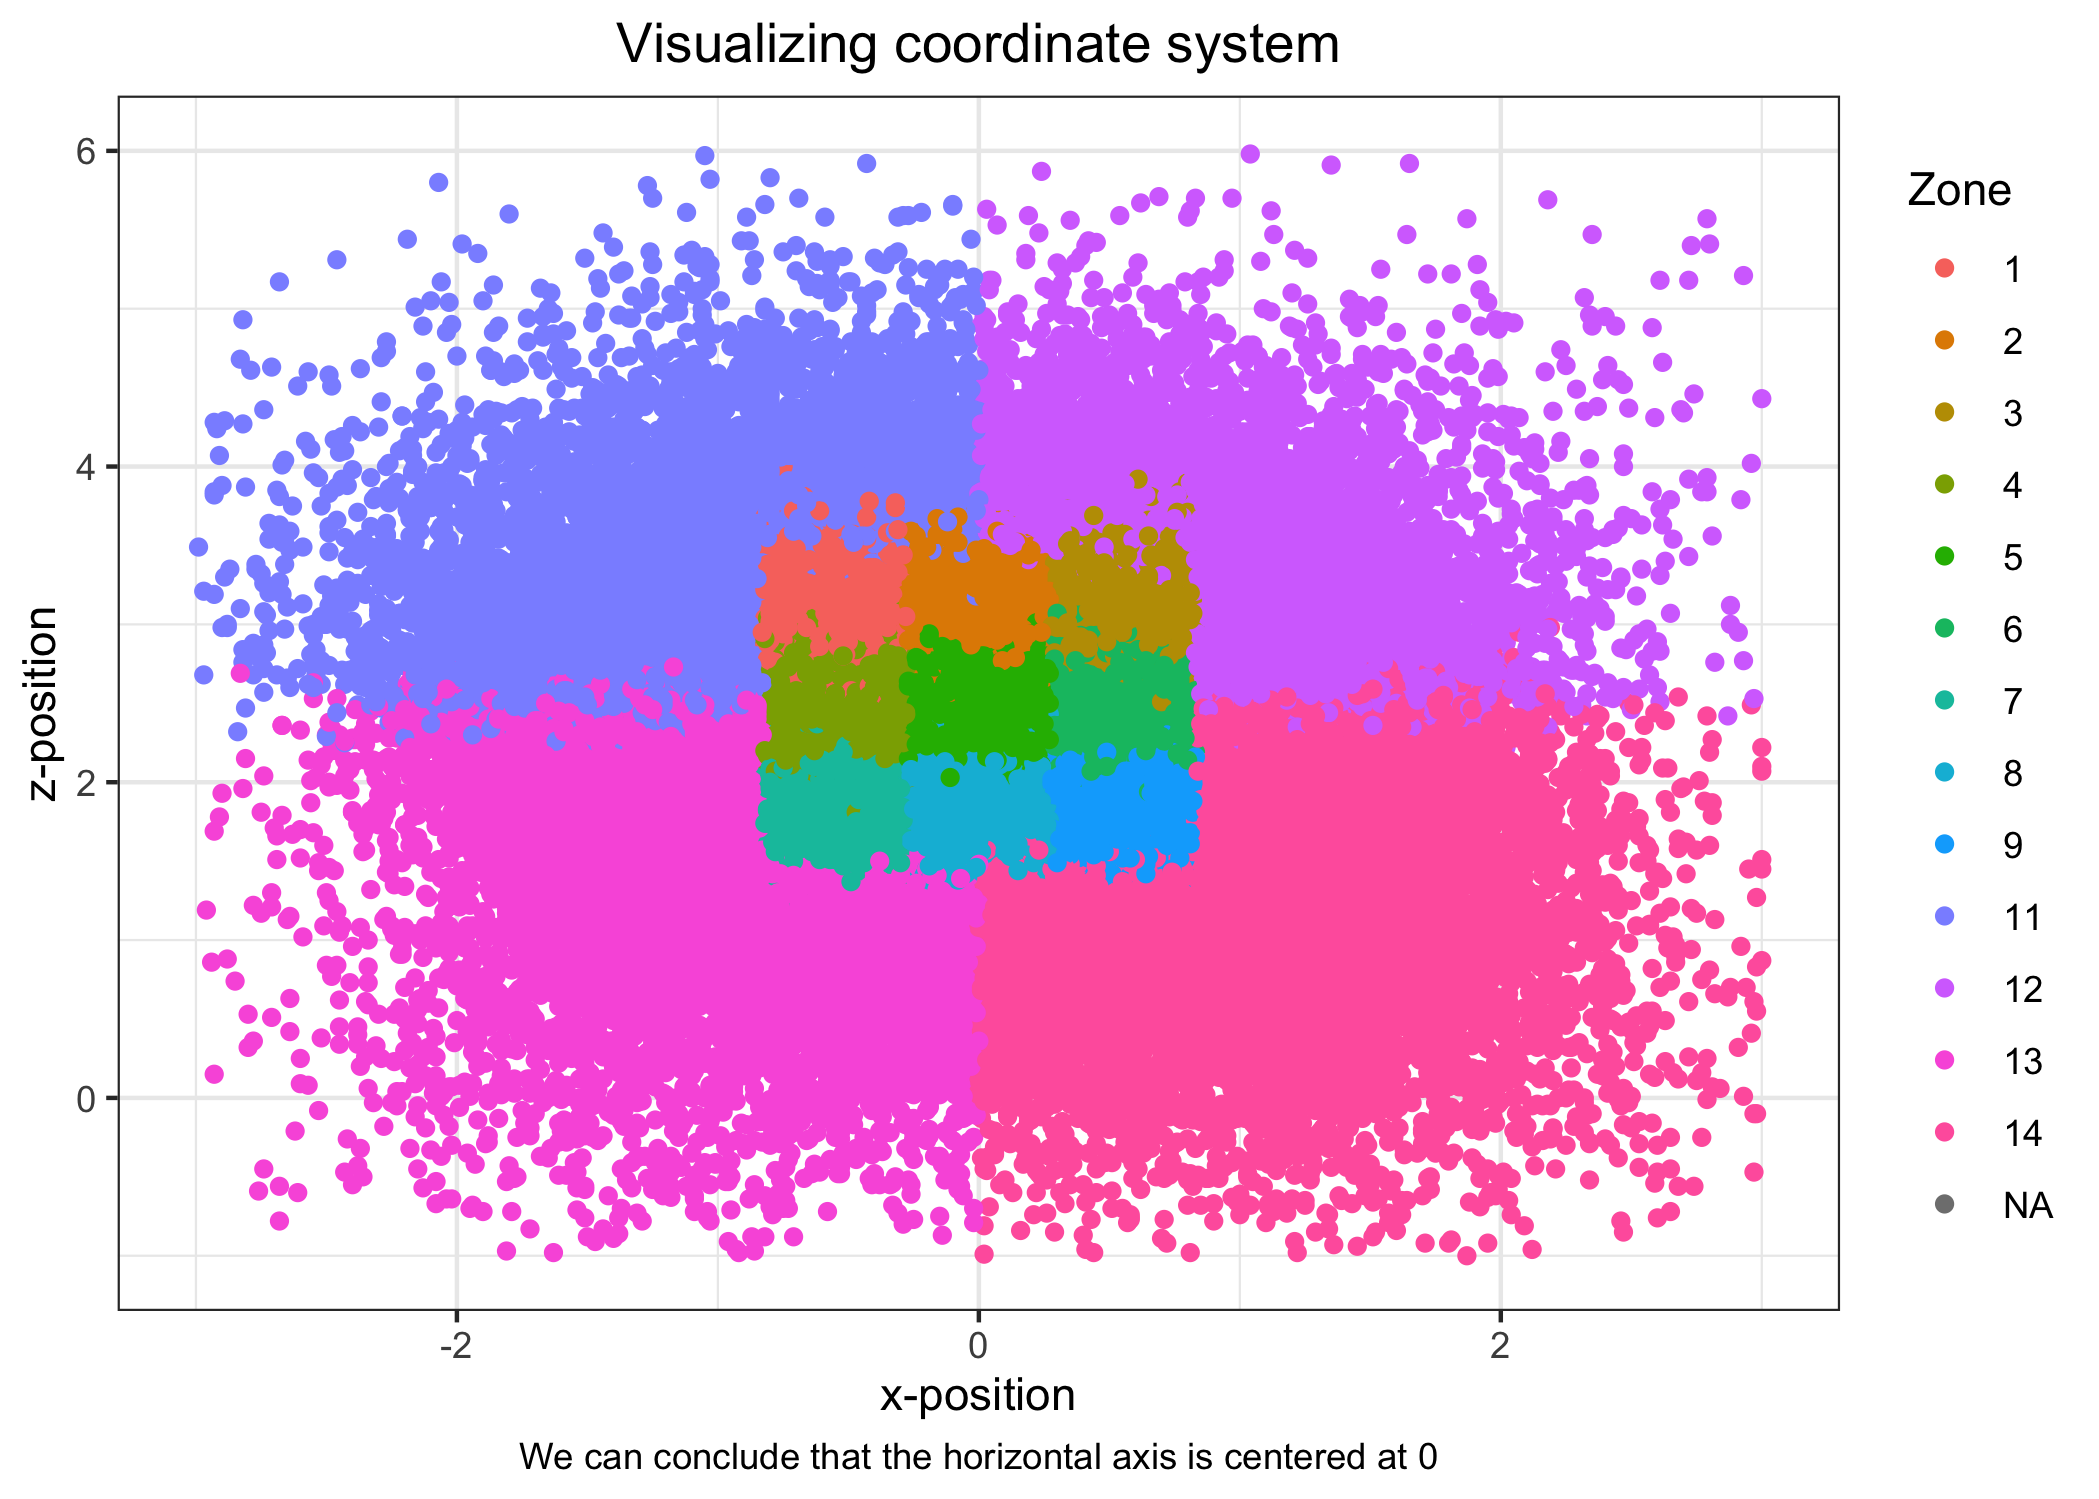 Visualizing coordinate system
6
4
2
0
z-position
-2 0 2
x-position
We can conclude that the horizontal axis is centered at 0
Zone
1
2
3
4
5
6
7
8
9
11
12
13
14
NA